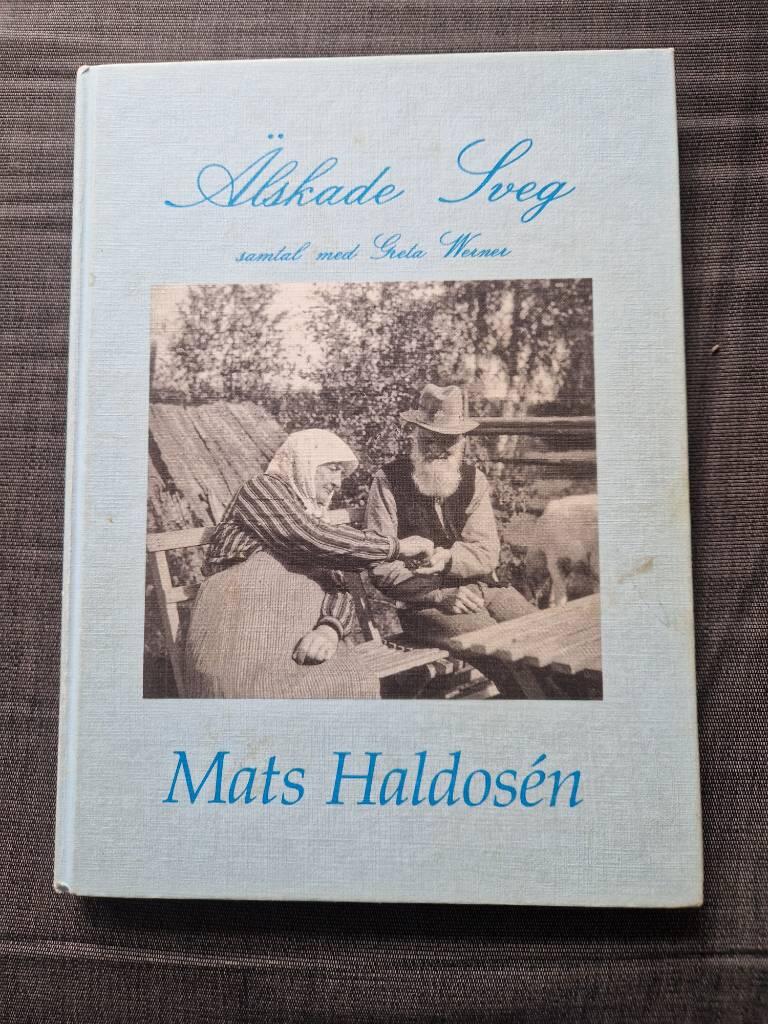 Älskade Sveg
samtal med Greta Werner
Mats Haldosén